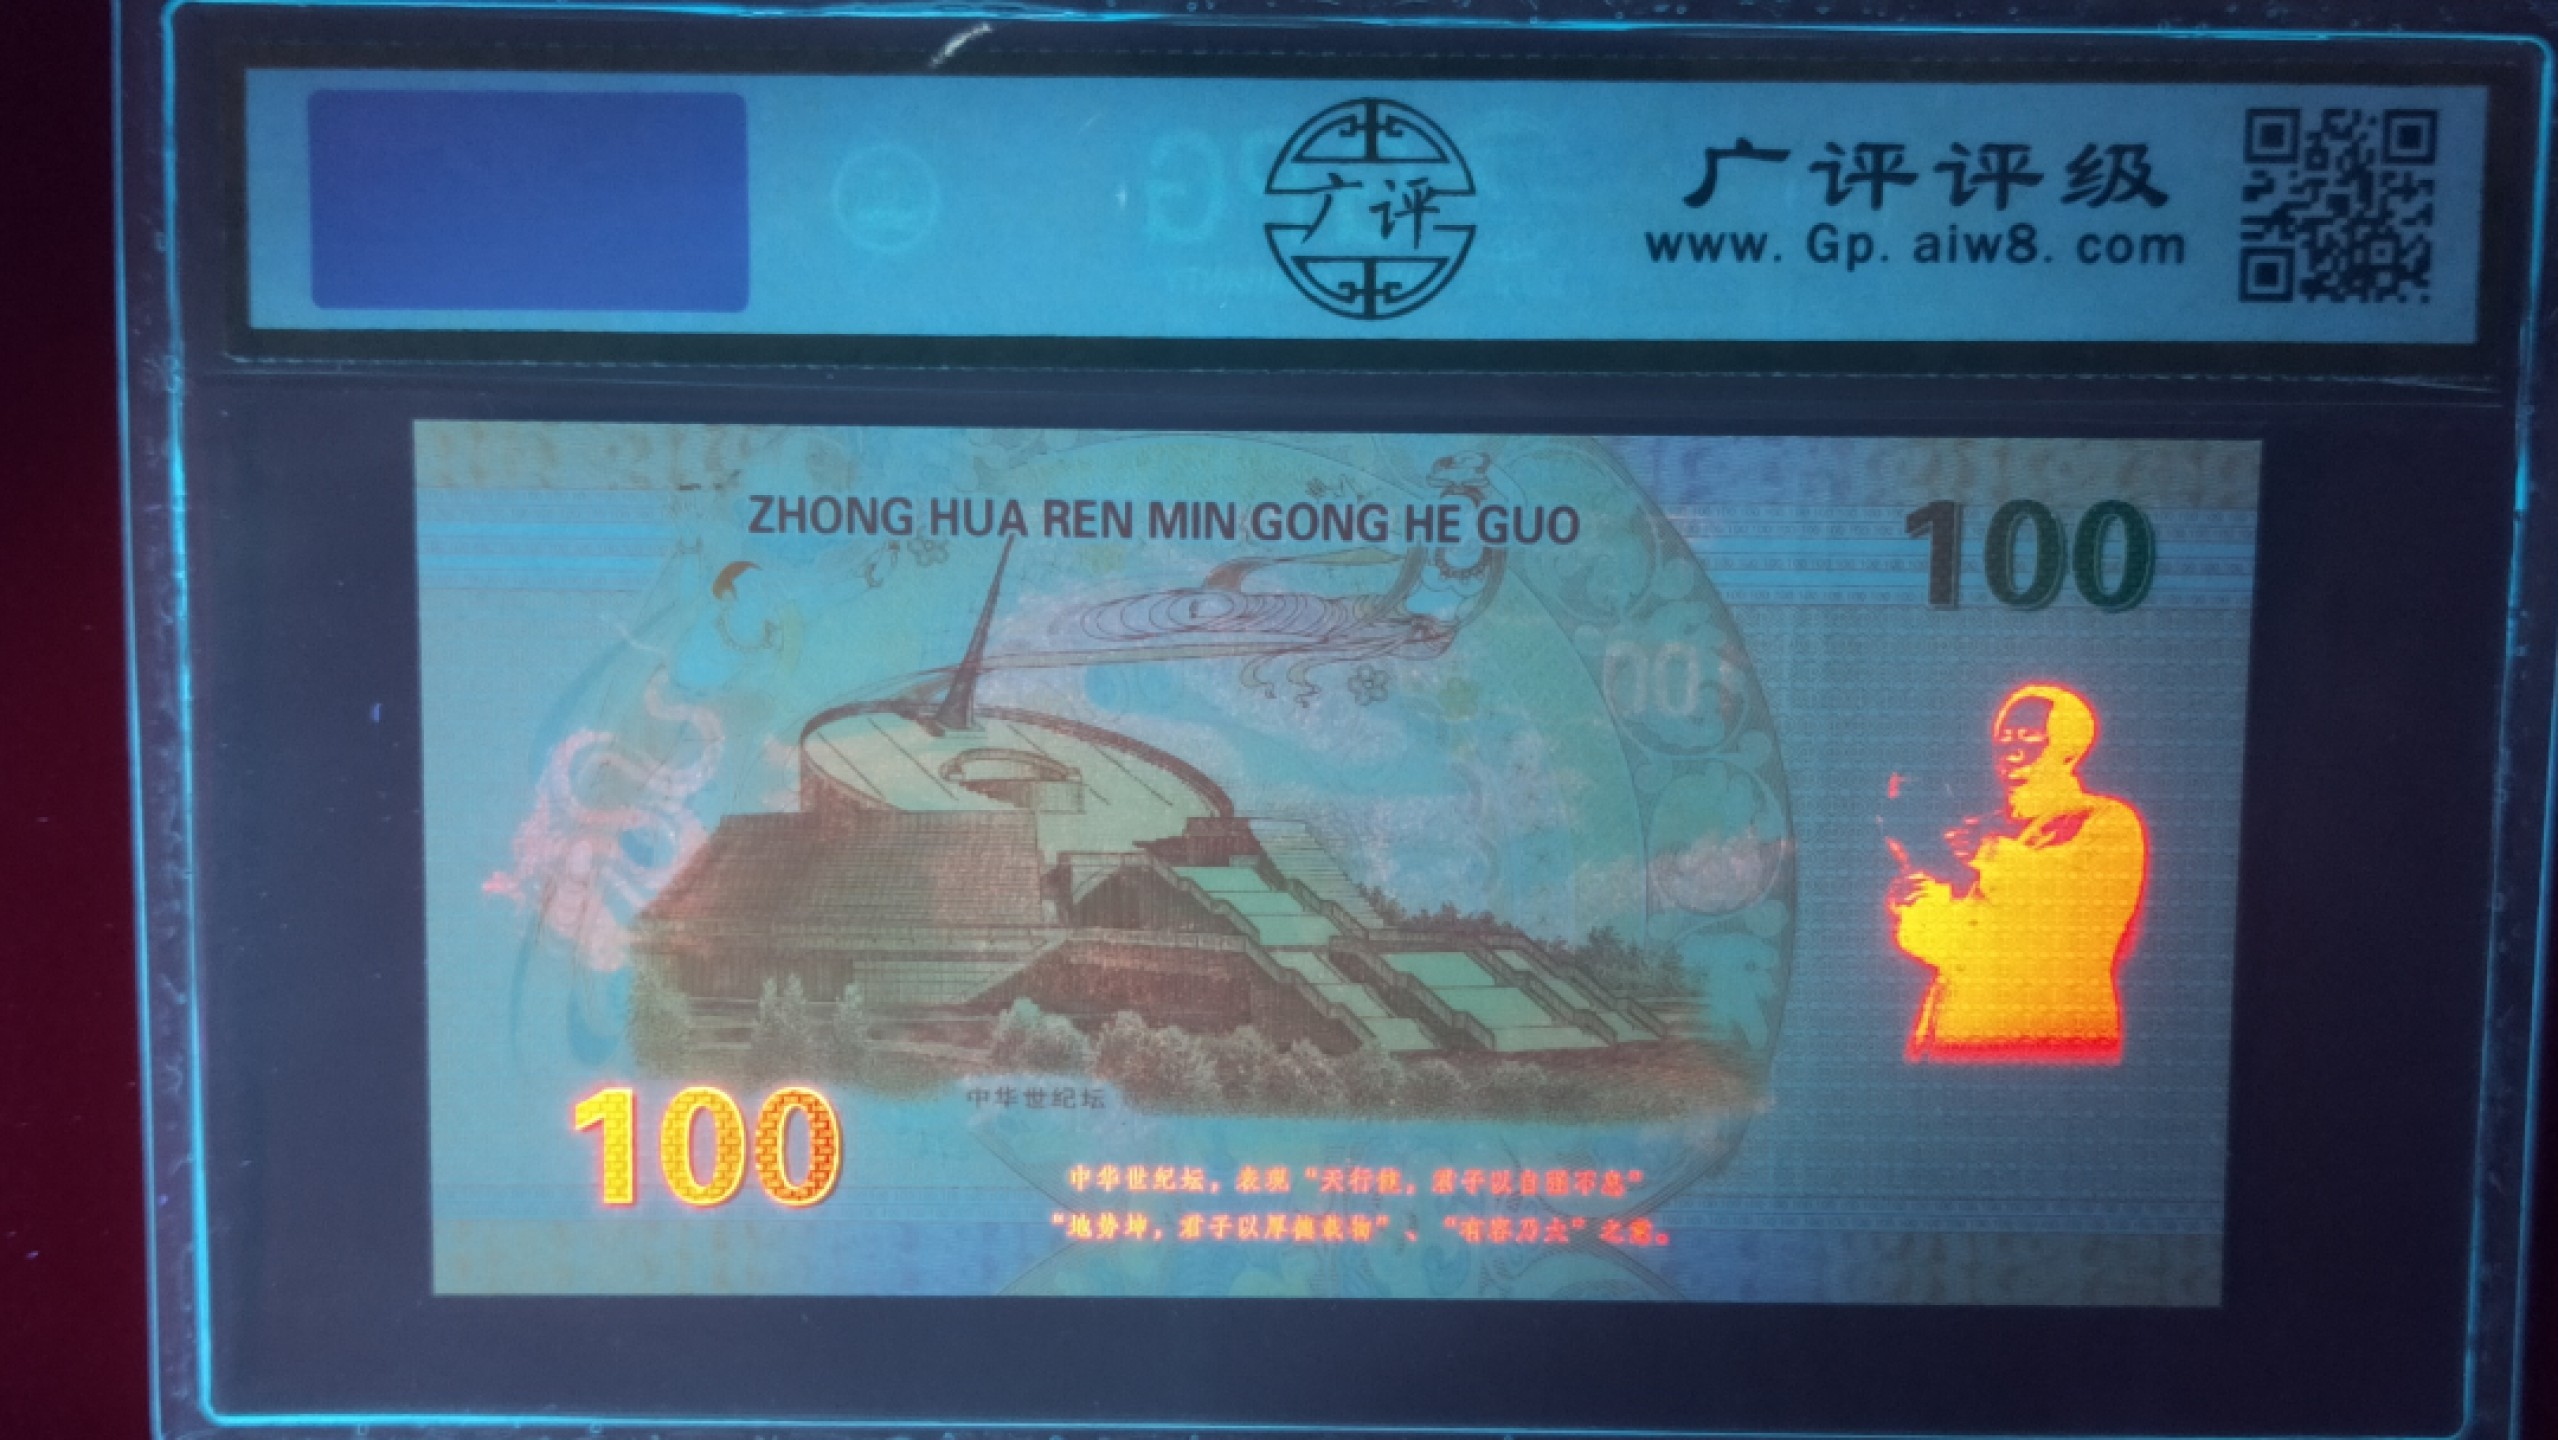 广评
广评评级
www. Gp. aiw8. com
ZHONG HUA REN MIN GONG HE GUO
100
100
中华世纪坛
100
中华世纪坛，表现“天行健，君子以自强不息”
“地势坤，君子以厚德载物”、“有容乃大”之意。